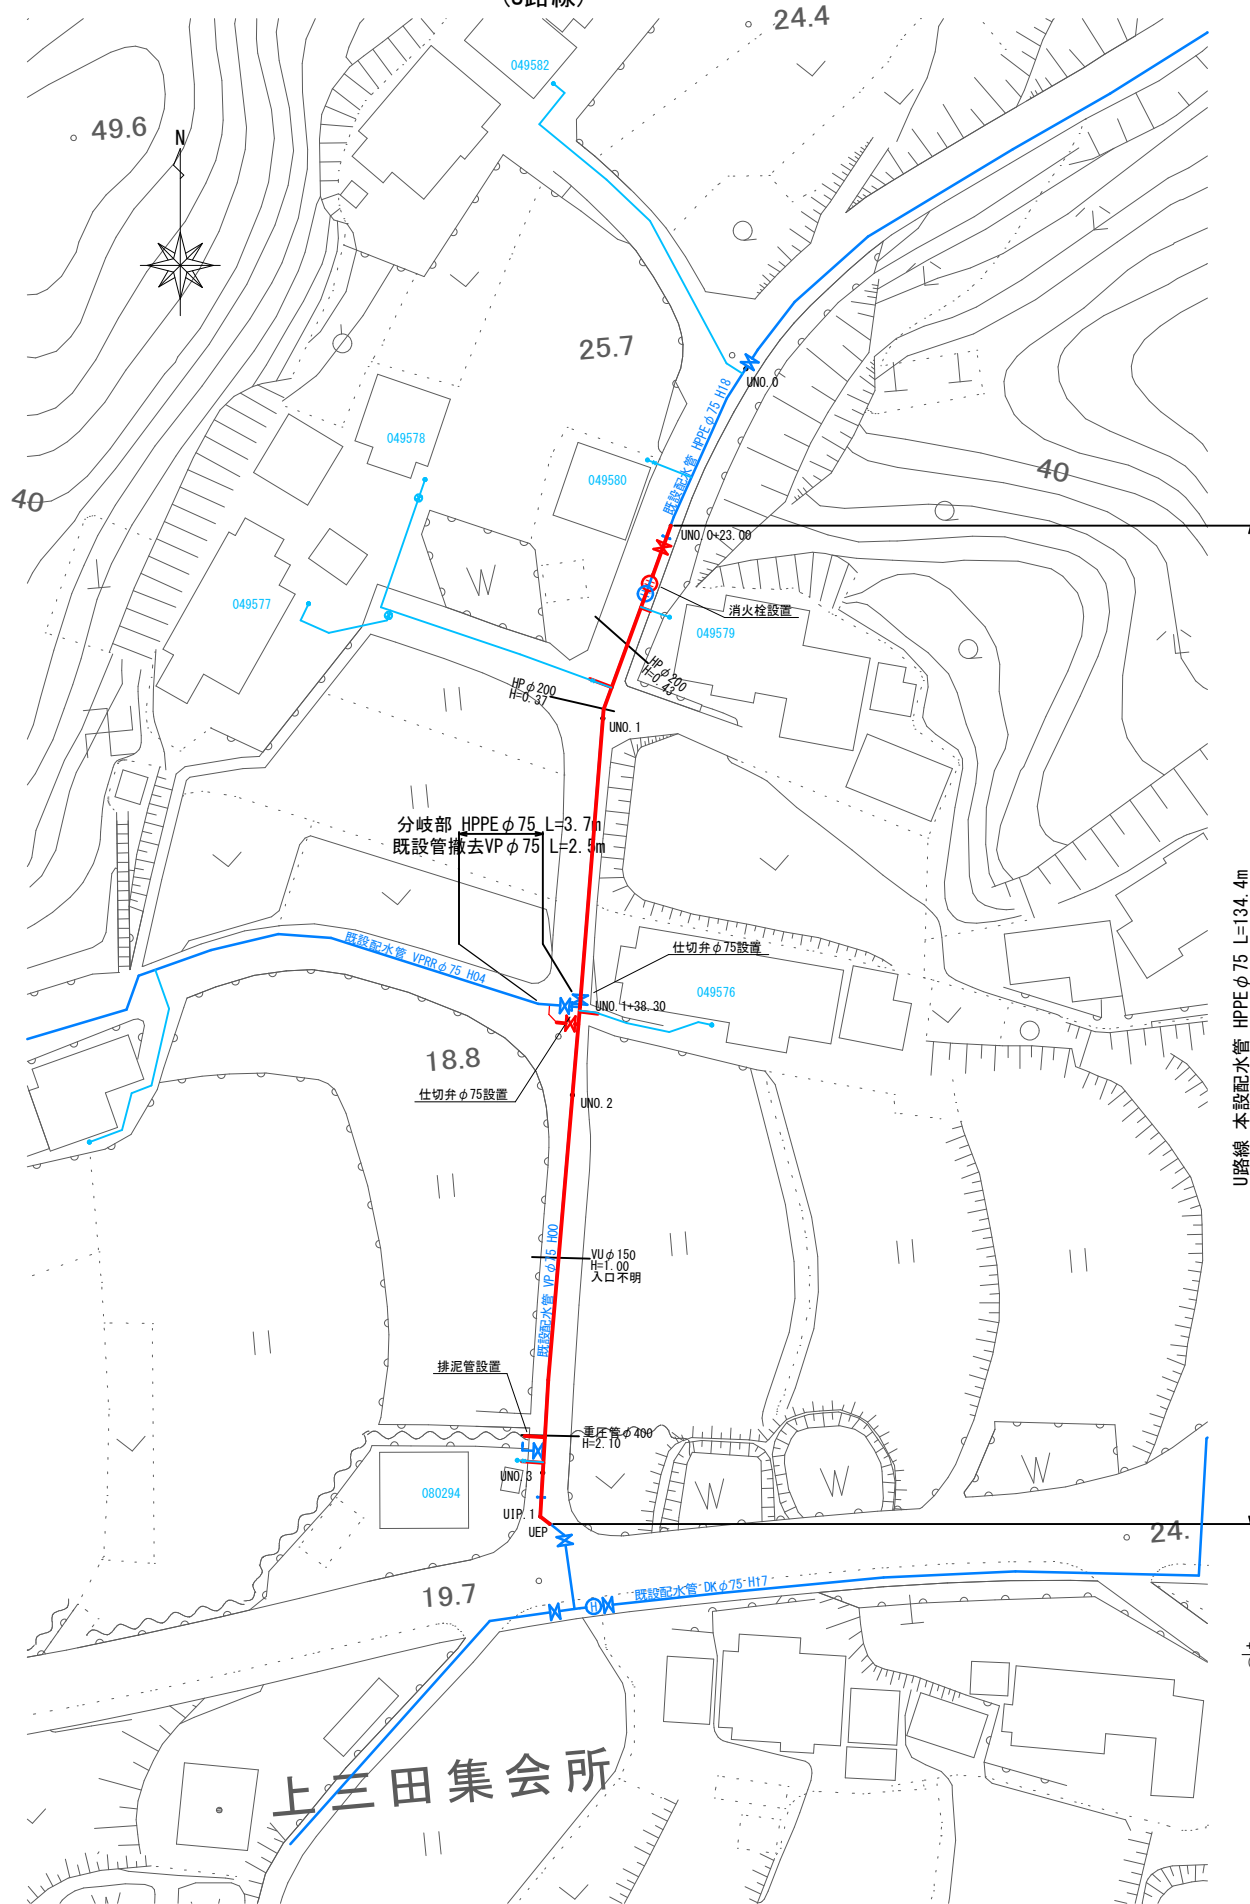 24.4
049582
49.6
N
25.7
UNO.0
既設配水管 HPPEφ75 H18
049578
049580
40
40
UNO.0+23.00
消火栓設置
049577
049579
HPφ200
H=0.43
HPφ200
H=0.37
UNO.1
分岐部 HPPEφ75 L=3.7m
既設管撤去VPφ75 L=2.5m
既設配水管 VPRRφ75 H04
仕切弁φ75設置
049576
UNO.1+38.30
18.8
仕切弁φ75設置
UNO.2
U路線 本設配水管 HPPEφ75 L=134.4m
VUφ150
H=1.00
入口不明
既設配水管 VPφ75 H00
排泥管設置
重圧管φ400
H=2.10
UNO.3
080294
UIP.1
UEP
24.
既設配水管 DKφ75 H17
H
19.7
上三田集会所